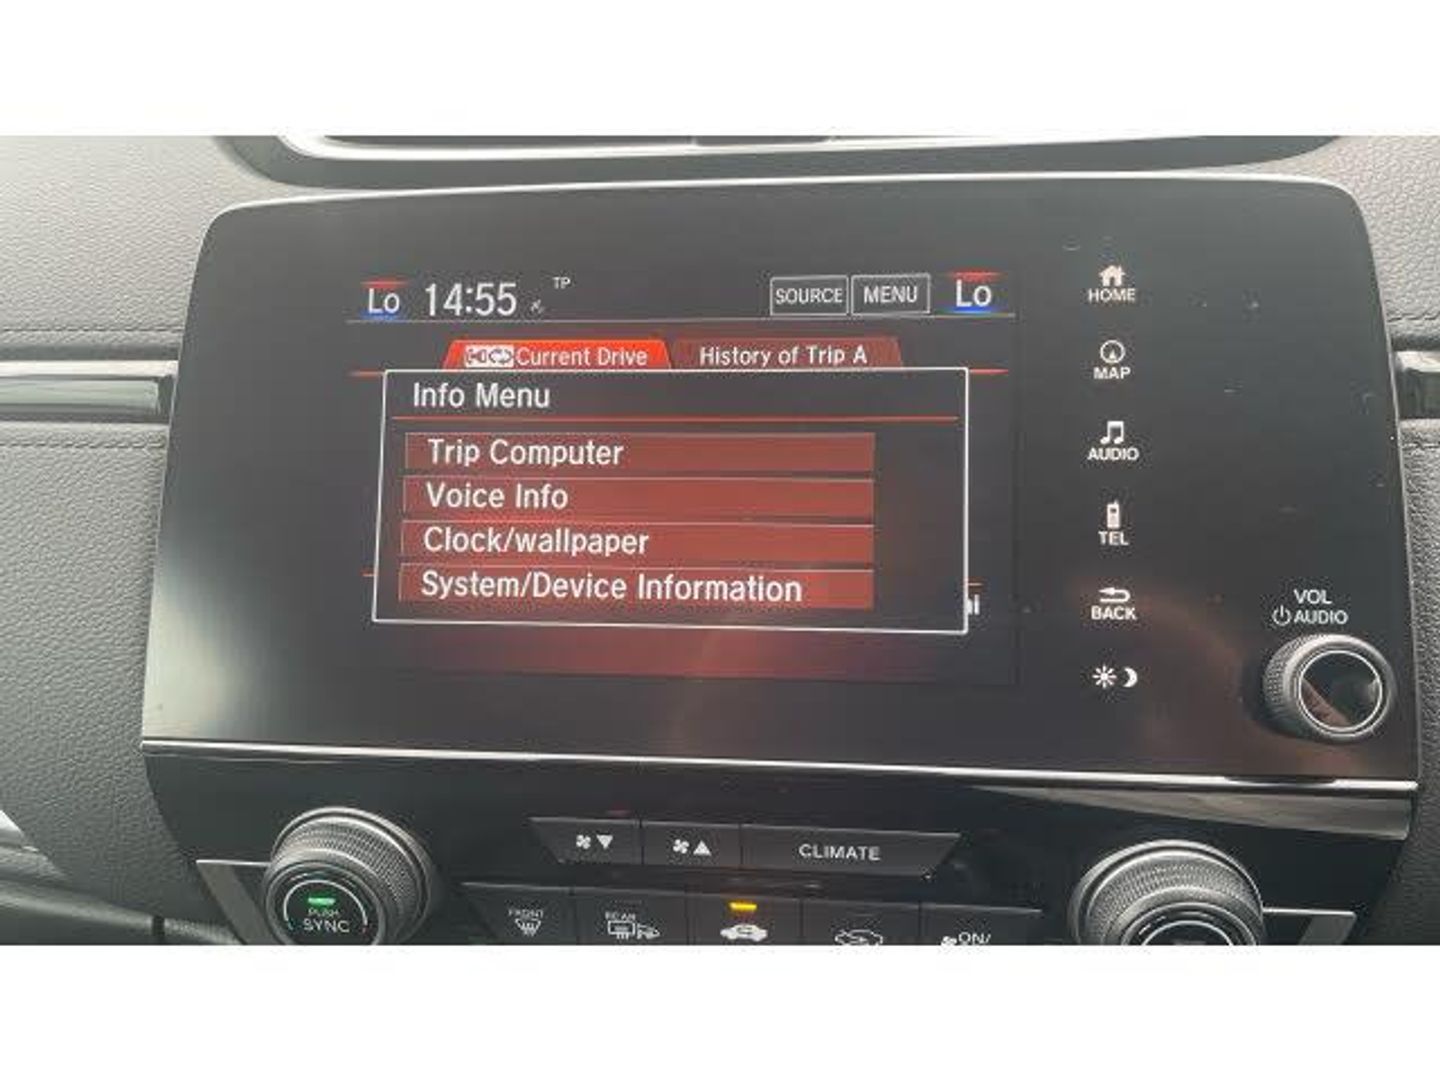 Lo 14:55 TP SOURCE MENU Lo
Current Drive History of Trip A
Info Menu
Trip Computer
Voice Info
Clock/wallpaper
System/Device Information
HOME
MAP
AUDIO
TEL
BACK
VOL
AUDIO
CLIMATE
PUSH
SYNC
FRONT
REAR
ON/